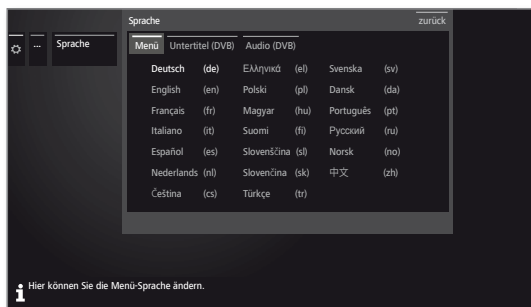 Sprache zurück
... Sprache
Menü Untertitel (DVB) Audio (DVB)
Deutsch (de) Ελληνικά (el) Svenska (sv)
English (en) Polski (pl) Dansk (da)
Français (fr) Magyar (hu) Português (pt)
Italiano (it) Suomi (fi) Русский (ru)
Español (es) Slovenščina (sl) Norsk (no)
Nederlands (nl) Slovenčina (sk) 中文 (zh)
Čeština (cs) Türkçe (tr)
Hier können Sie die Menü-Sprache ändern.